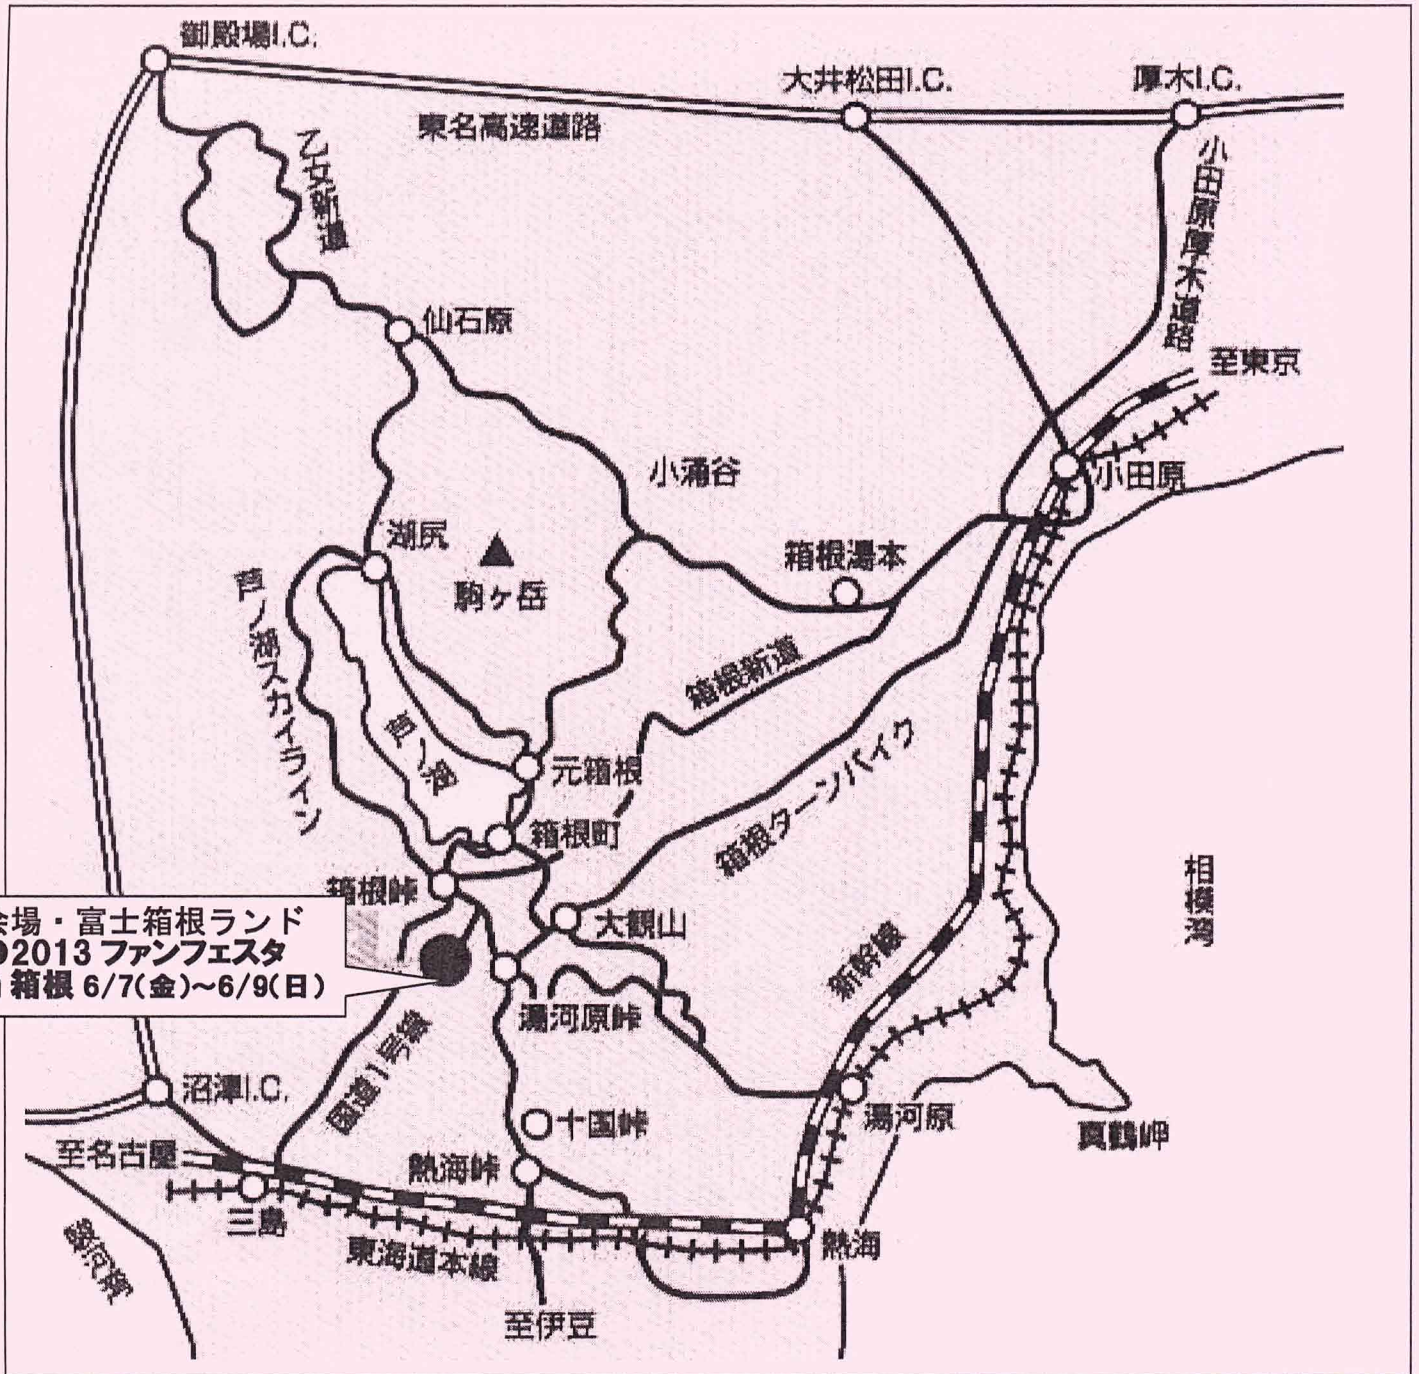 御殿場I.C.
大井松田I.C.
厚木I.C.
東名高速道路
乙女新道
小田原厚木道路
至東京
仙石原
小涌谷
小田原
湖尻
駒ヶ岳
箱根湯本
芦ノ湖スカイライン
箱根新道
芦ノ湖
元箱根
箱根ターンバイク
箱根町
箱根峠
相模湾
大観山
会場・富士箱根ランド
2013 ファンフェスタ
箱根 6/7(金)~6/9(日)
新幹線
湯河原峠
国道1号線
沼津I.C.
十国峠
湯河原
真鶴岬
至名古屋
熱海峠
三島
東海道本線
熱海
駿河湾
至伊豆